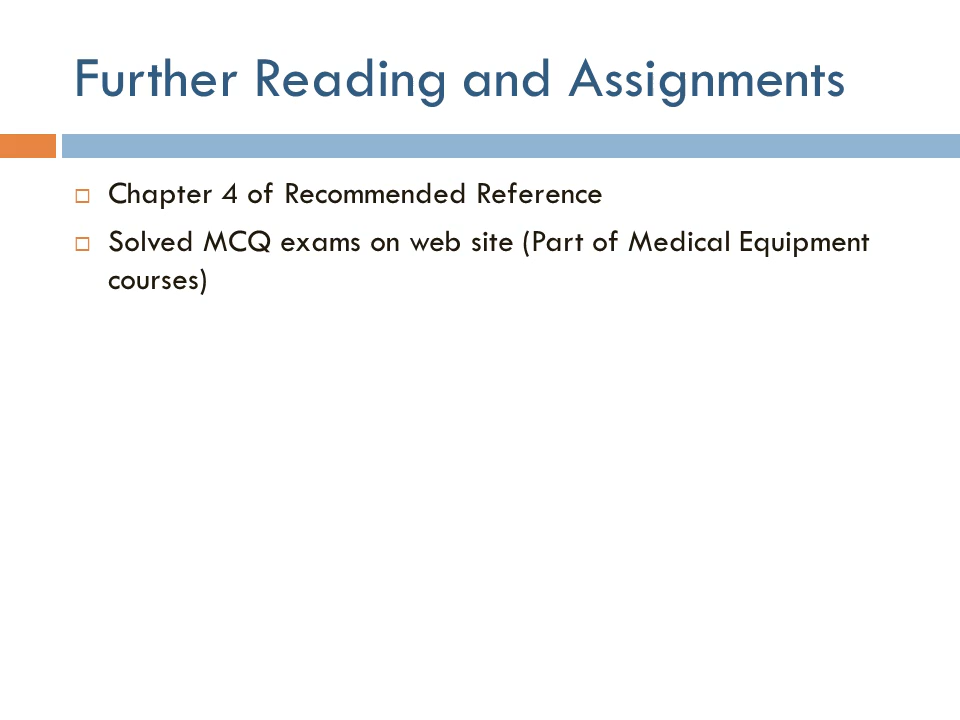 Further Reading and Assignments
Chapter 4 of Recommended Reference
Solved MCQ exams on web site (Part of Medical Equipment
courses)